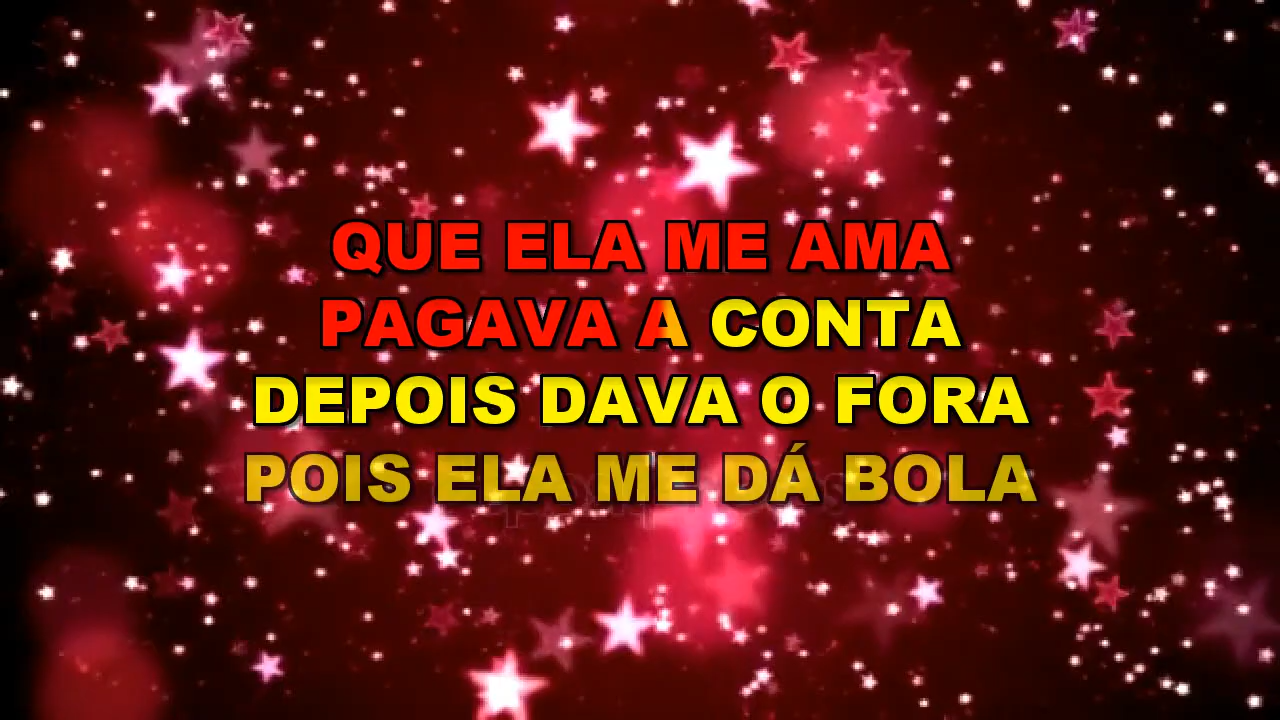 QUE ELA ME AMA
PAGAVA A CONTA
DEPOIS DAVA O FORA
POIS ELA ME DÁ BOLA